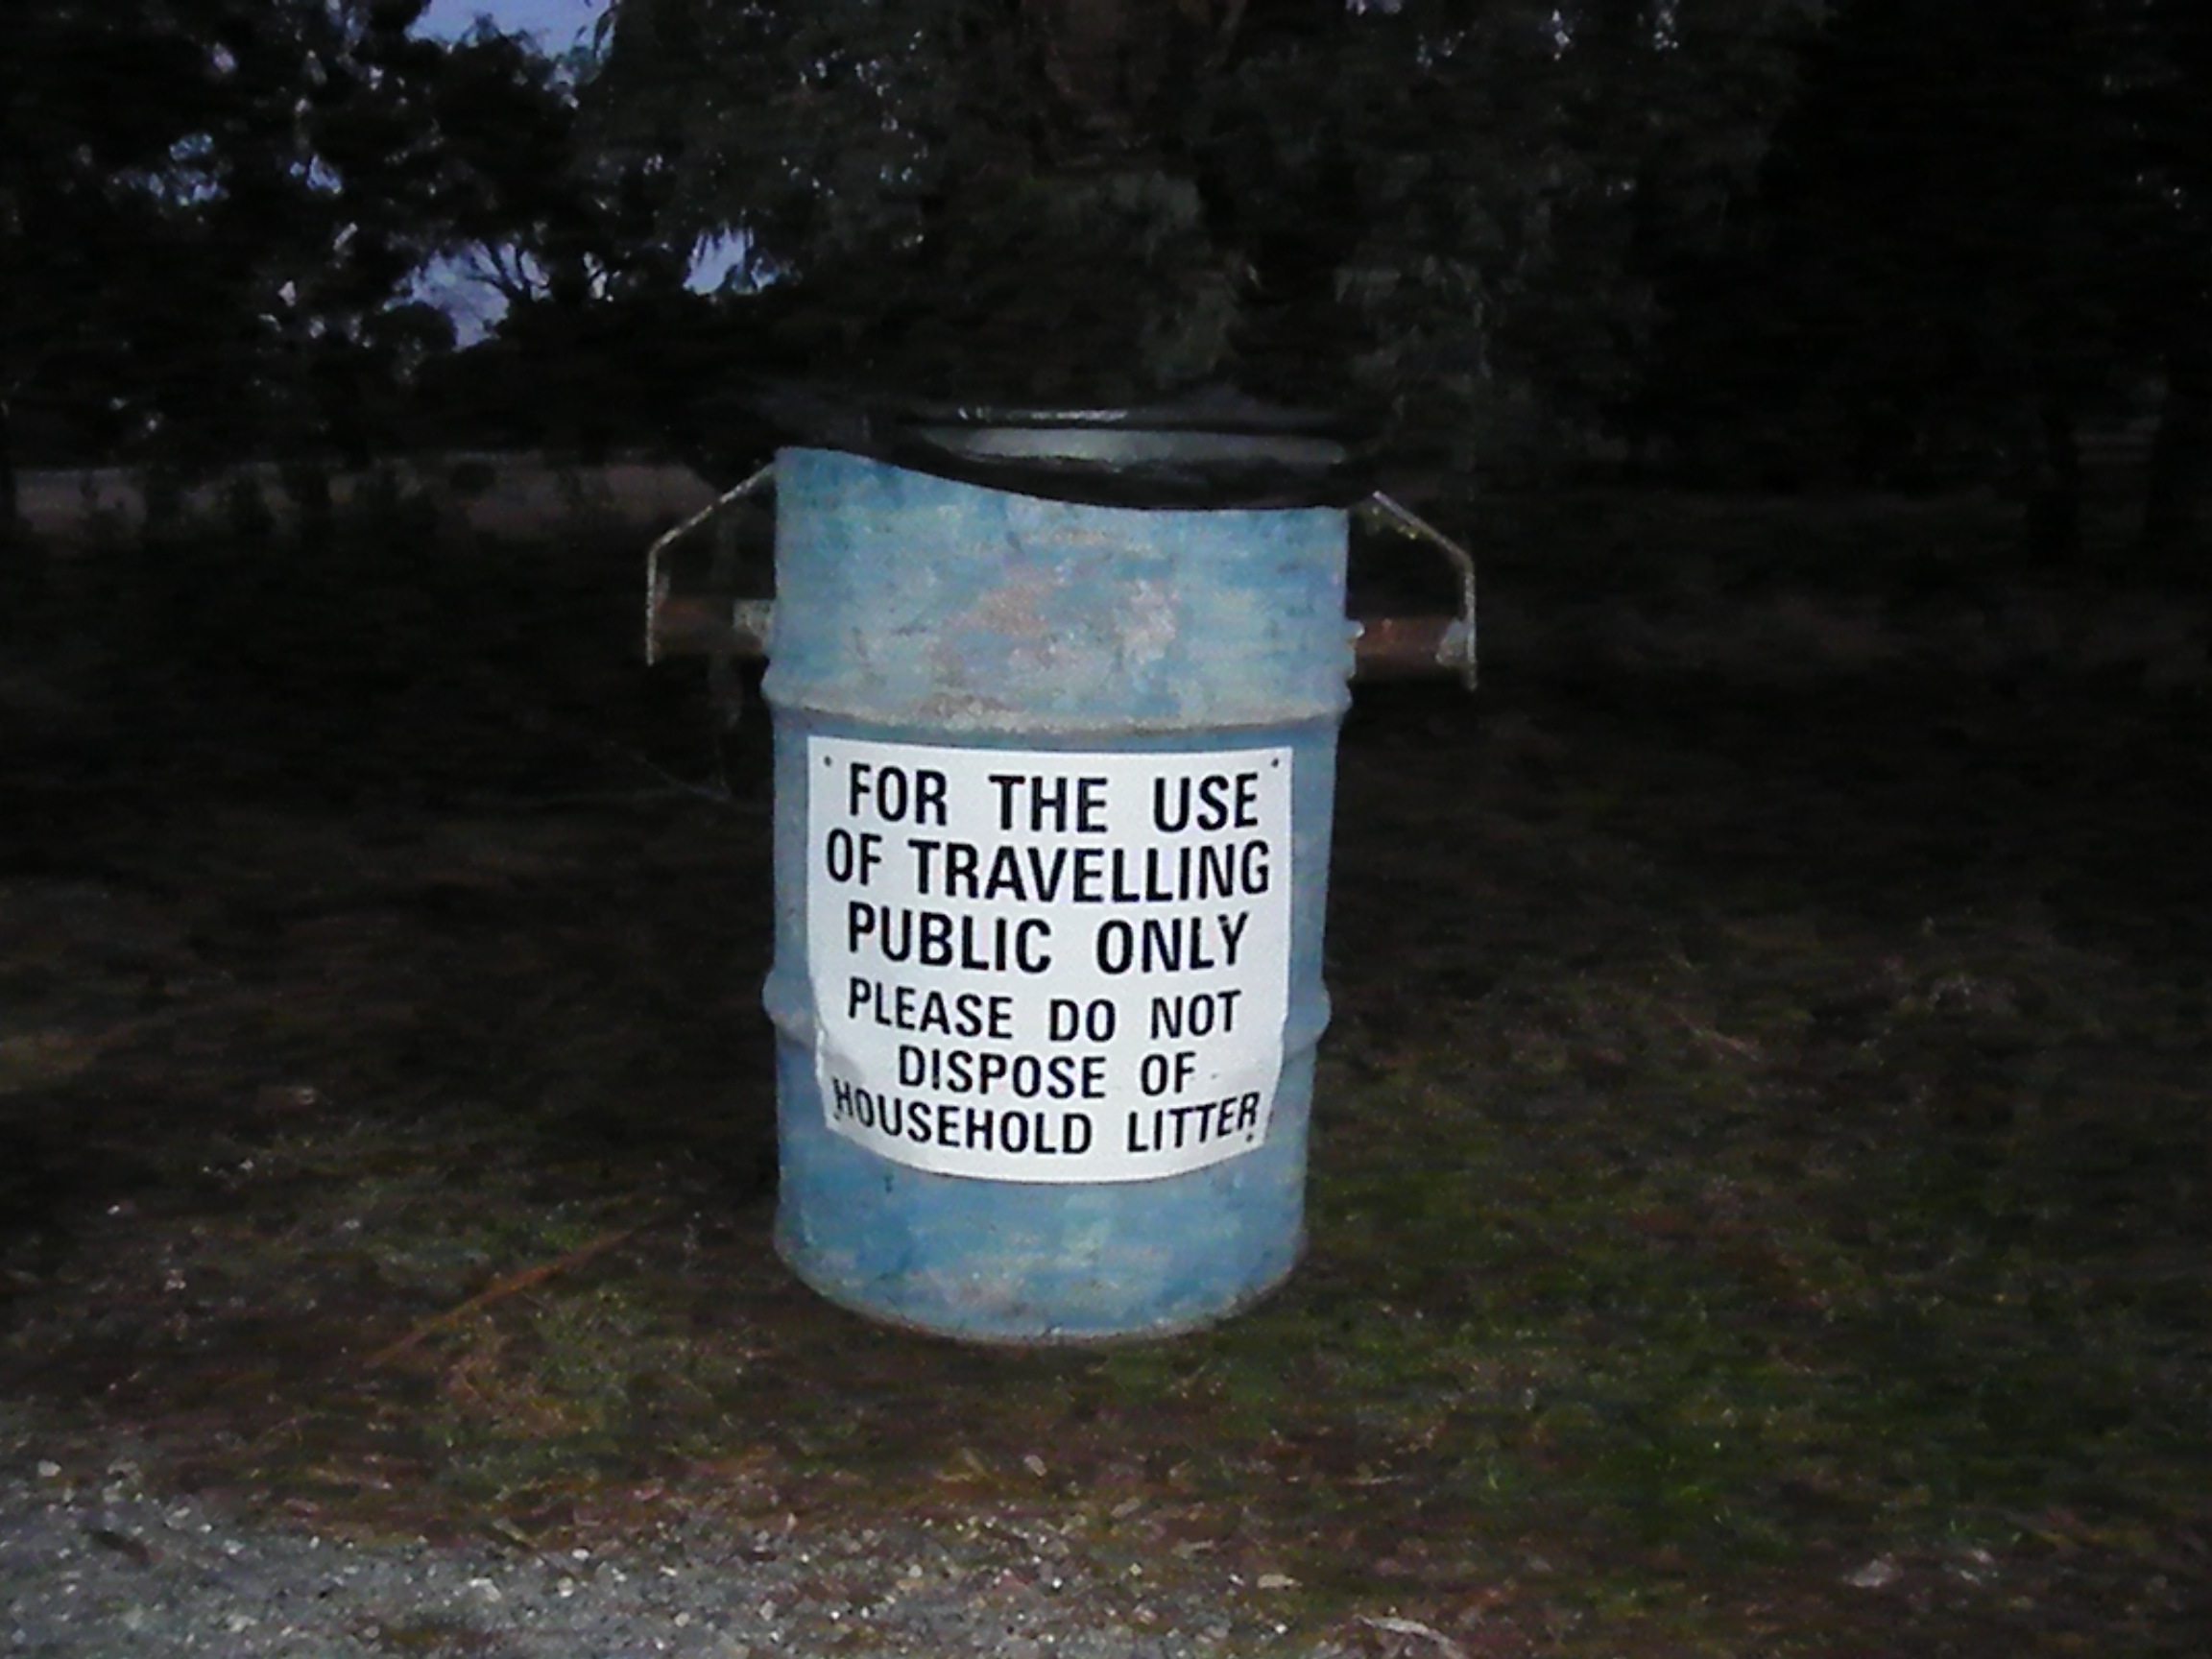 FOR THE USE
OF TRAVELLING
PUBLIC ONLY
PLEASE DO NOT
DISPOSE OF
HOUSEHOLD LITTER